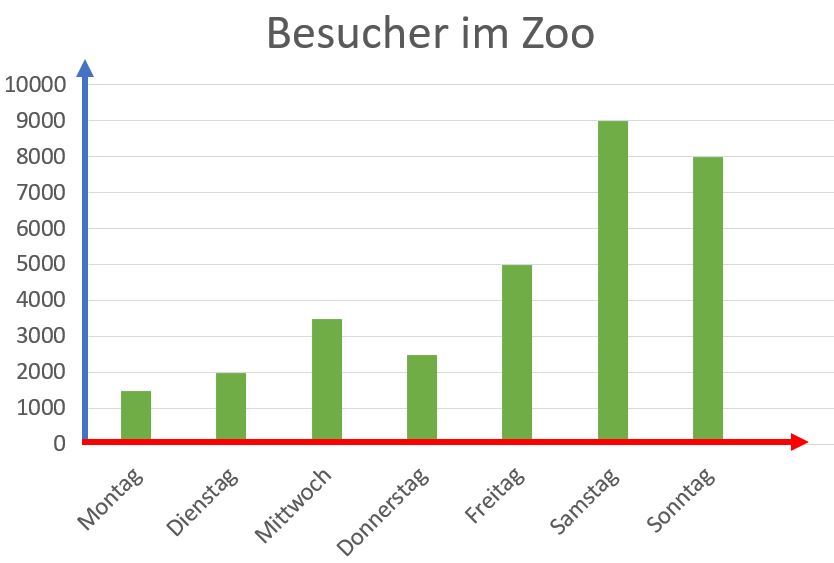 Besucher im Zoo
10000
9000
8000
7000
6000
5000
4000
3000
2000
1000
0
Montag
Dienstag
Mittwoch
Donnerstag
Freitag
Samstag
Sonntag